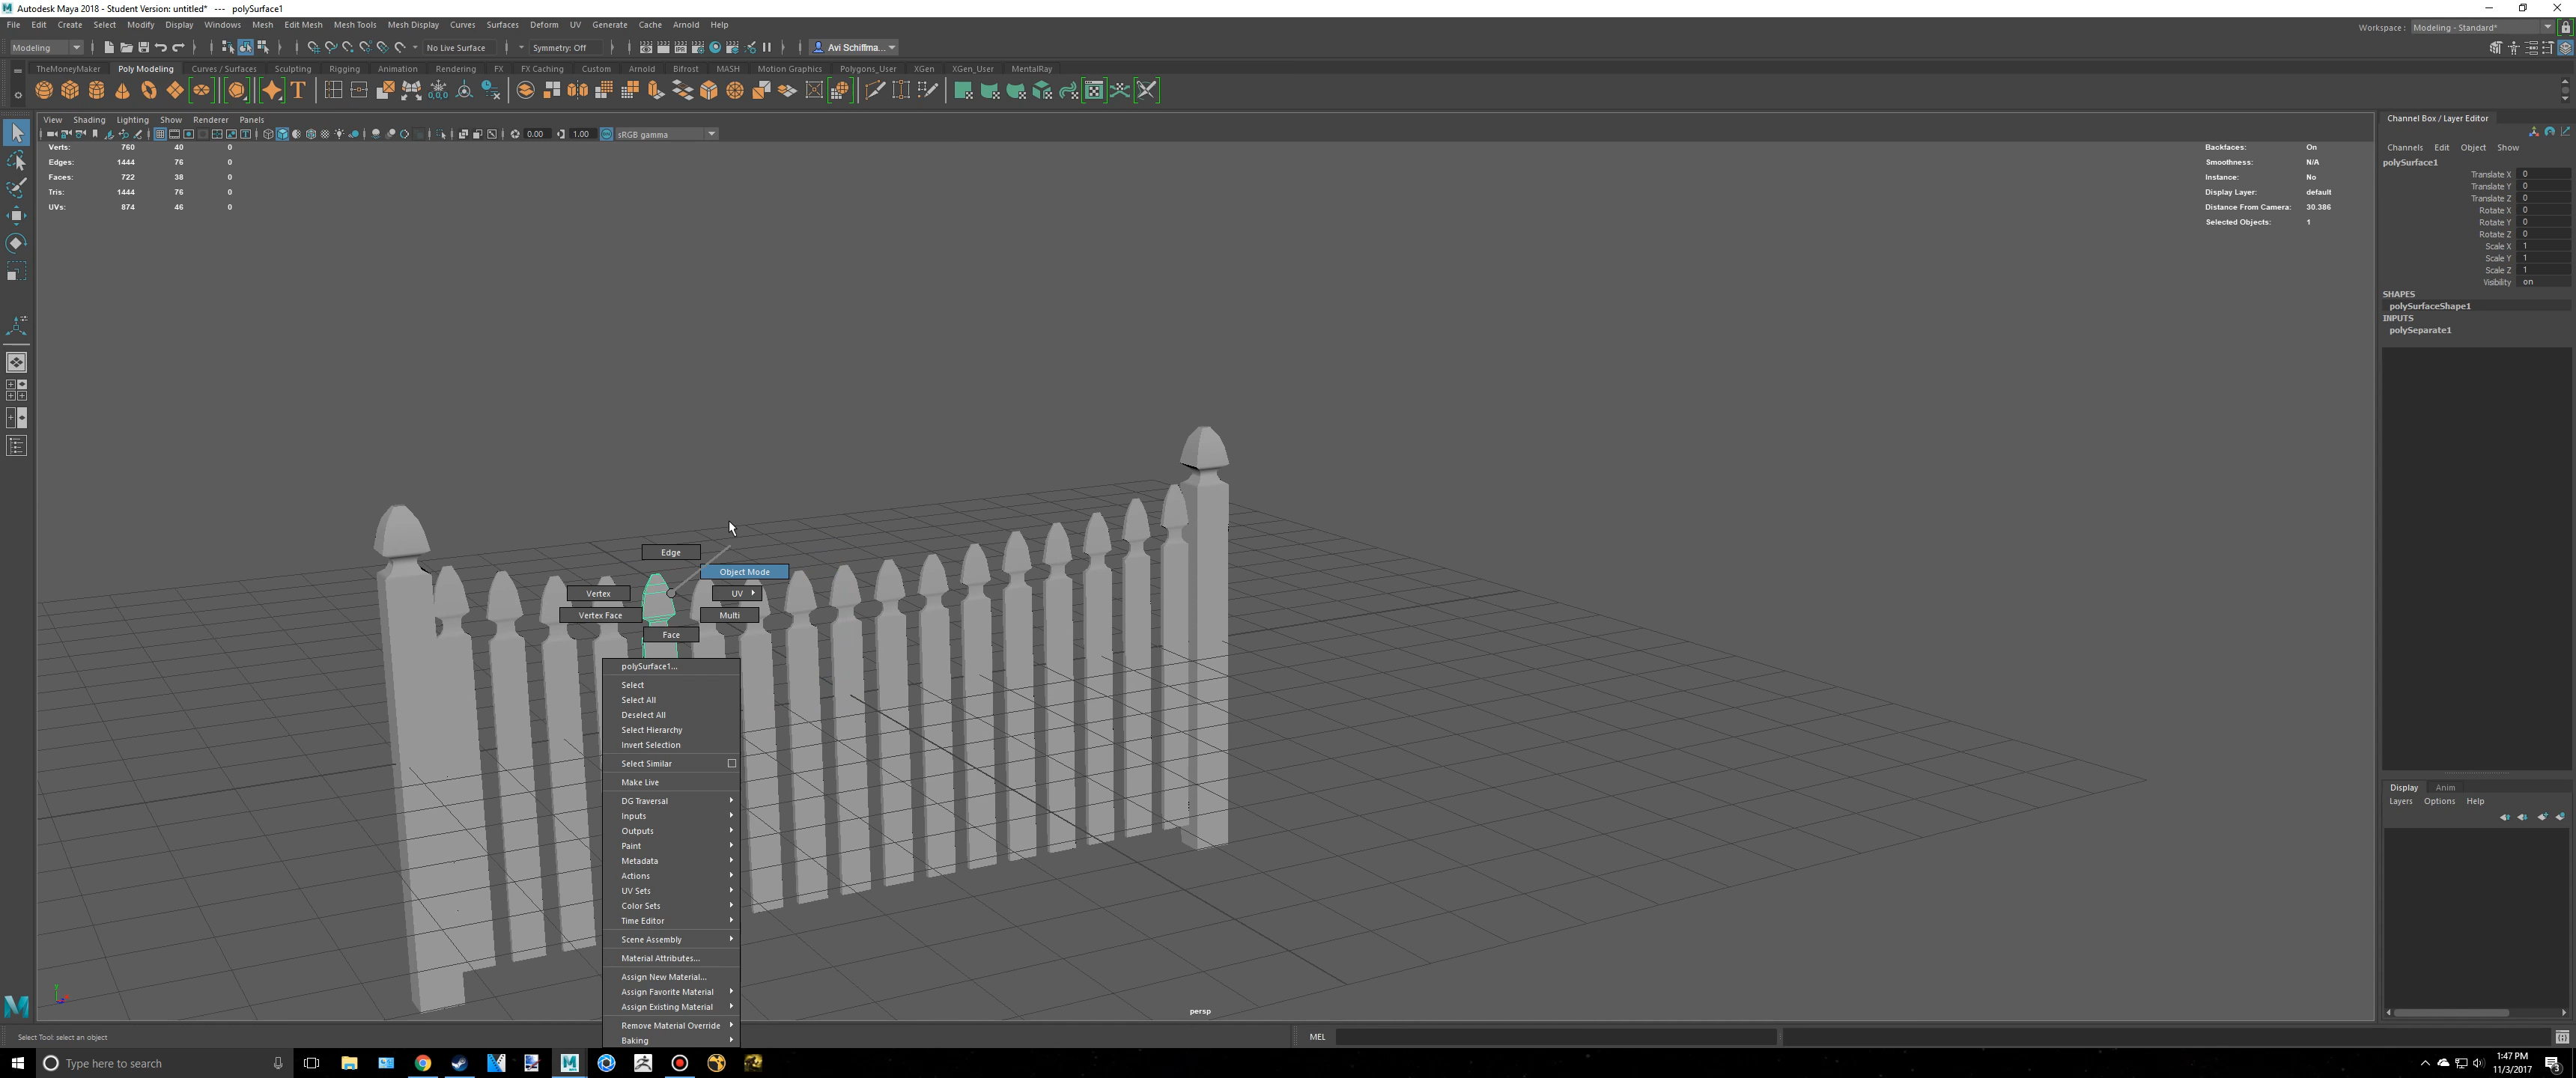 Autodesk Maya 2018 - Student Version: untitled*   ---   polySurface1
File Edit Create Select Modify Display Windows Mesh Edit Mesh Mesh Tools Mesh Display Curves Surfaces Deform UV Generate Cache Arnold Help
Workspace : Modeling - Standard*
Modeling No Live Surface Symmetry: Off Avi Schiffma...
TheMoneyMaker Poly Modeling Curves / Surfaces Sculpting Rigging Animation Rendering FX FX Caching Custom Arnold Bifrost MASH Motion Graphics Polygons_User XGen XGen_User MentalRay
View Shading Lighting Show Renderer Panels
0.00 1.00 sRGB gamma
Verts: 760 40 0
Edges: 1444 76 0
Faces: 722 38 0
Tris: 1444 76 0
UVs: 874 46 0
Backfaces: On
Smoothness: N/A
Instance: No
Display Layer: default
Distance From Camera: 30.386
Selected Objects: 1
Edge
Object Mode
Vertex UV
Vertex Face Multi
Face
polySurface1...
Select
Select All
Deselect All
Select Hierarchy
Invert Selection
Select Similar
Make Live
DG Traversal
Inputs
Outputs
Paint
Metadata
Actions
UV Sets
Color Sets
Time Editor
Scene Assembly
Material Attributes...
Assign New Material...
Assign Favorite Material
Assign Existing Material
Remove Material Override
Baking
persp
Channel Box / Layer Editor
Channels Edit Object Show
polySurface1
Translate X 0
Translate Y 0
Translate Z 0
Rotate X 0
Rotate Y 0
Rotate Z 0
Scale X 1
Scale Y 1
Scale Z 1
Visibility on
SHAPES
polySurfaceShape1
INPUTS
polySeparate1
Display Anim
Layers Options Help
Select Tool: select an object
MEL
Type here to search
1:47 PM
11/3/2017